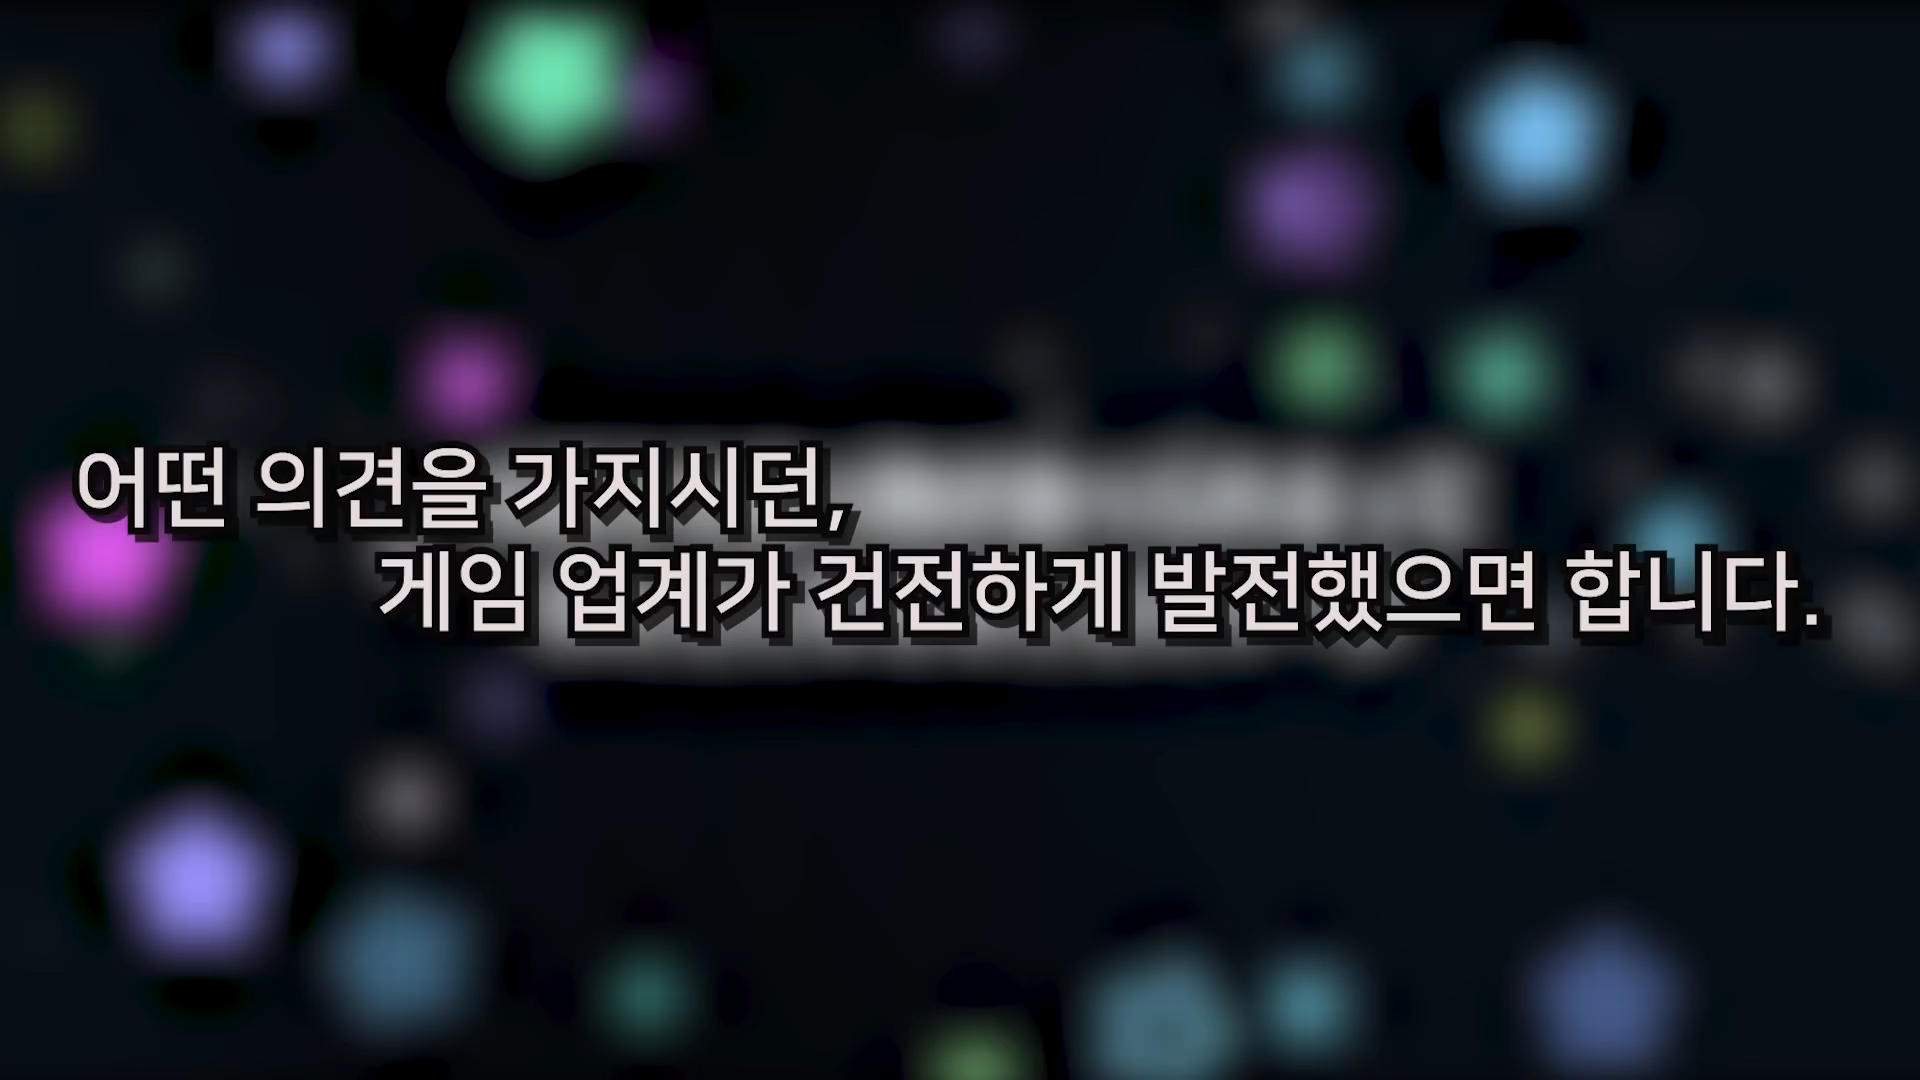 어떤 의견을 가지시던,
게임 업계가 건전하게 발전했으면 합니다.